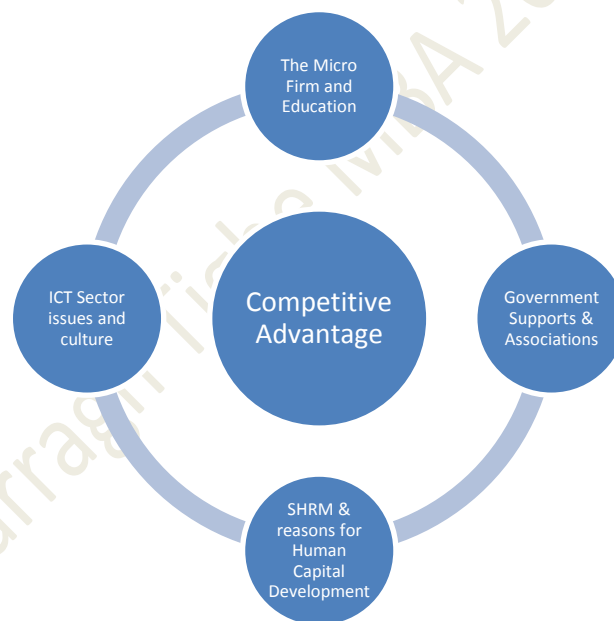 The Micro
Firm and
Education
ICT Sector
issues and
culture
Competitive
Advantage
Government
Supports &
Associations
SHRM &
reasons for
Human
Capital
Development
MBA